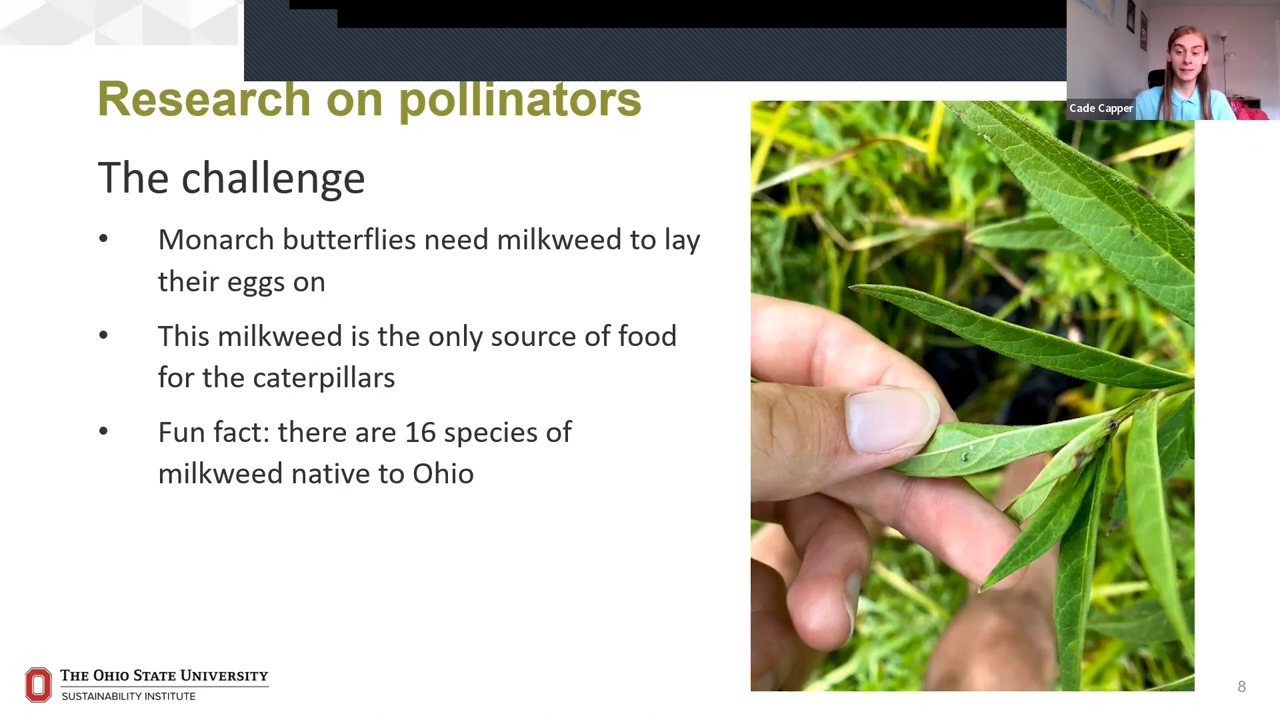 Research on pollinators
Cade Capper
The challenge
• Monarch butterflies need milkweed to lay
their eggs on
• This milkweed is the only source of food
for the caterpillars
• Fun fact: there are 16 species of
milkweed native to Ohio
THE OHIO STATE UNIVERSITY
SUSTAINABILITY INSTITUTE
8